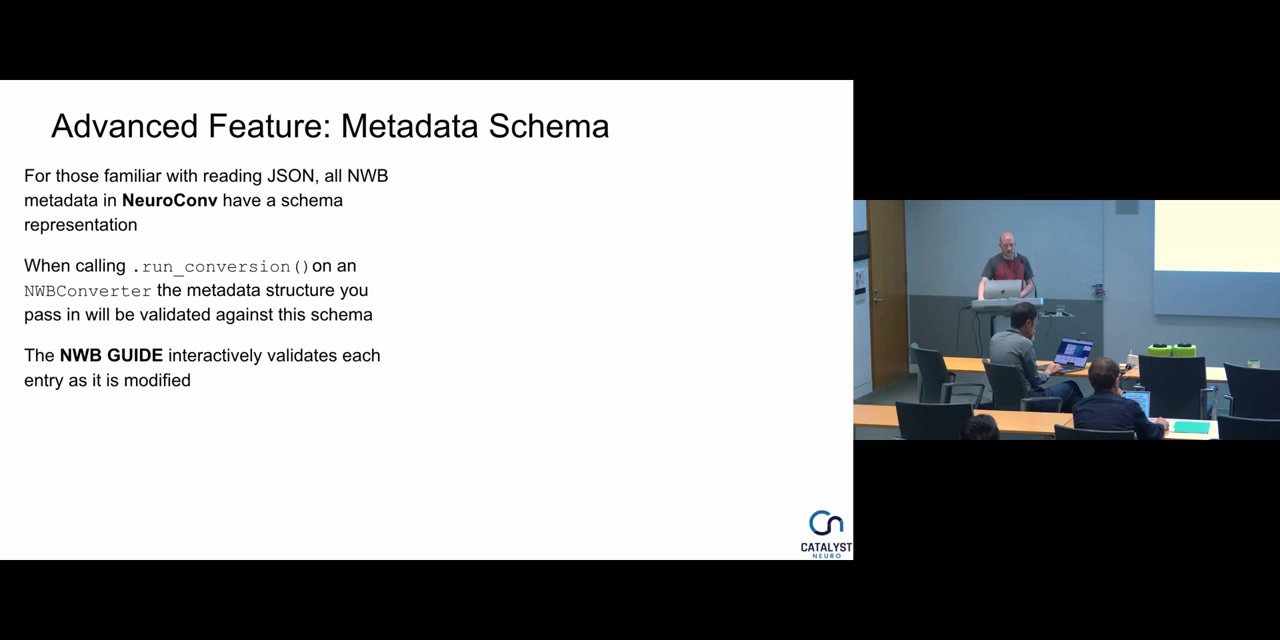 Advanced Feature: Metadata Schema
For those familiar with reading JSON, all NWB
metadata in NeuroConv have a schema
representation
When calling .run_conversion()on an
NWBConverter the metadata structure you
pass in will be validated against this schema
The NWB GUIDE interactively validates each
entry as it is modified
CATALYST
NEURO